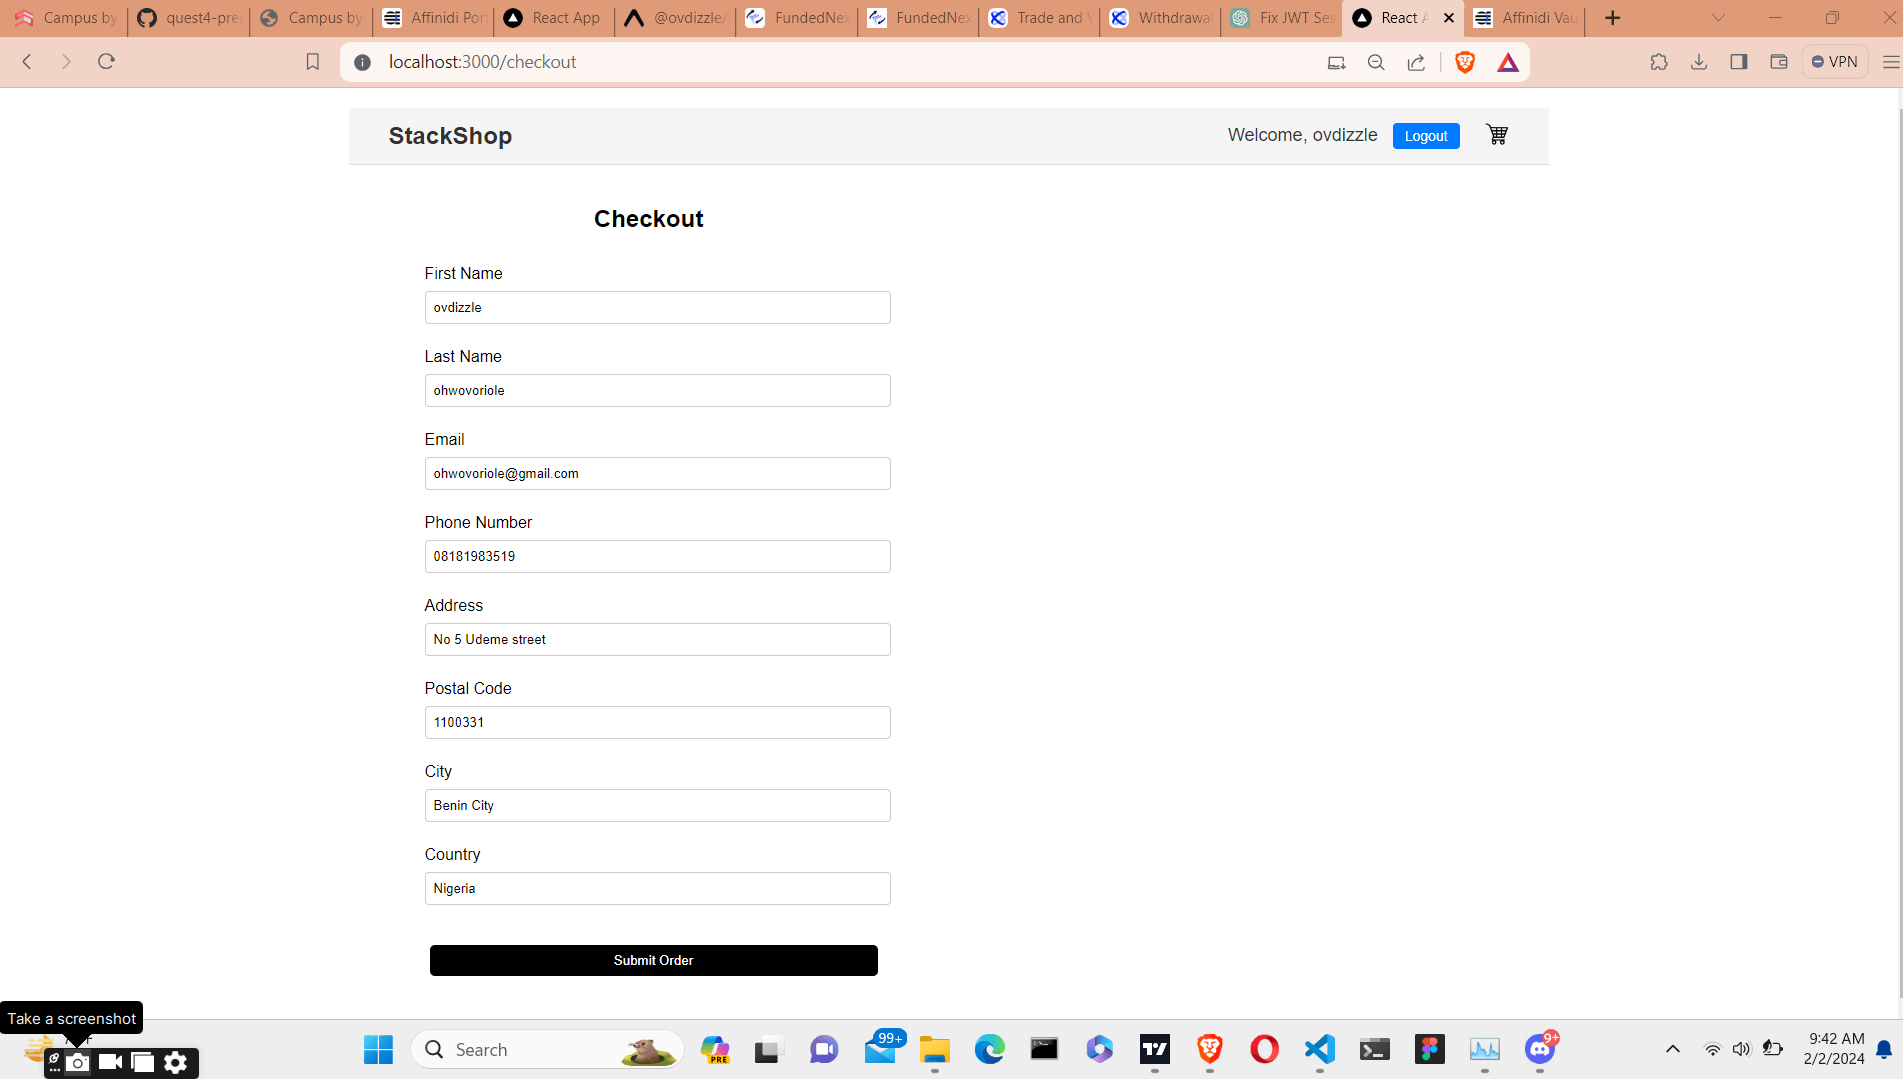 Campus by
quest4-pres
Campus by
Affinidi Por
React App
@ovdizzle/
FundedNex
FundedNex
Trade and
Withdrawal
Fix JWT Ses
React
Affinidi Vau
localhost:3000/checkout
VPN
StackShop
Welcome, ovdizzle
Logout
Checkout
First Name
ovdizzle
Last Name
ohwovoriole
Email
ohwovoriole@gmail.com
Phone Number
08181983519
Address
No 5 Udeme street
Postal Code
1100331
City
Benin City
Country
Nigeria
Submit Order
Take a screenshot
Search
PRE
99+
9+
9:42 AM
2/2/2024